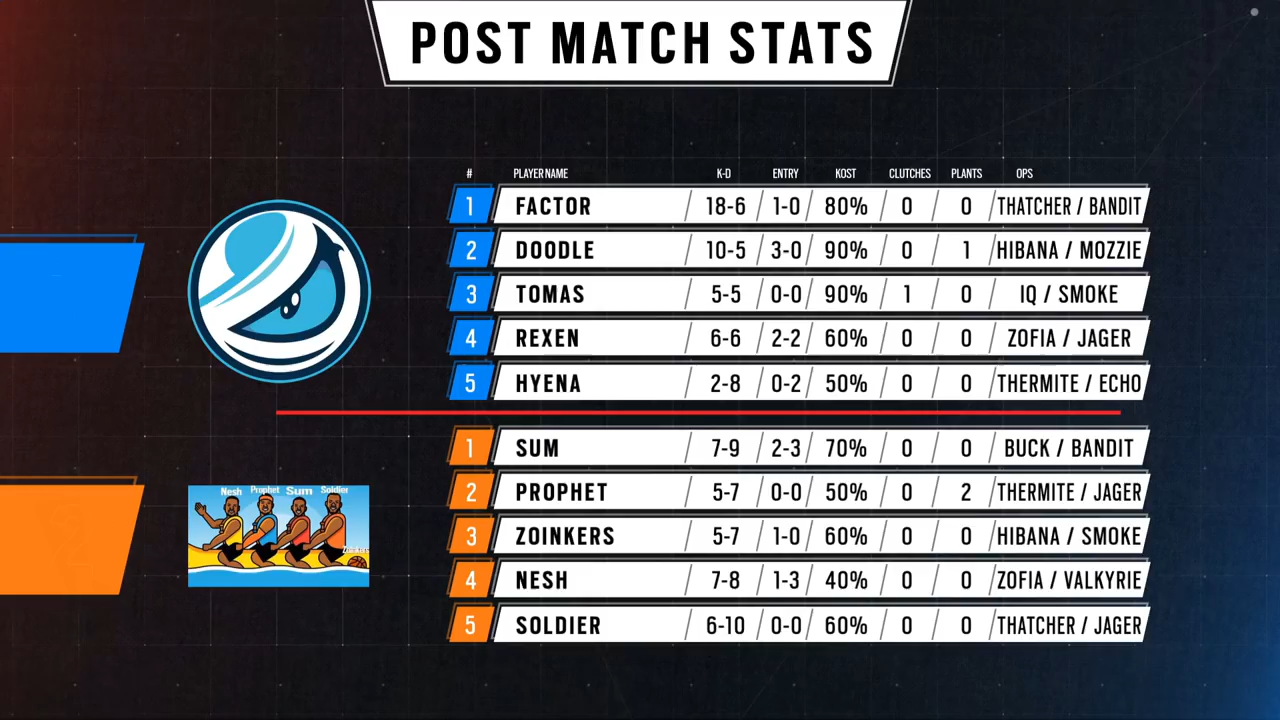 POST MATCH STATS
# PLAYER NAME K-D ENTRY KOST CLUTCHES PLANTS OPS
1 FACTOR 18-6 1-0 80% 0 0 THATCHER / BANDIT
2 DOODLE 10-5 3-0 90% 0 1 HIBANA / MOZZIE
3 TOMAS 5-5 0-0 90% 1 0 IQ / SMOKE
4 REXEN 6-6 2-2 60% 0 0 ZOFIA / JAGER
5 HYENA 2-8 0-2 50% 0 0 THERMITE / ECHO
1 SUM 7-9 2-3 70% 0 0 BUCK / BANDIT
2 PROPHET 5-7 0-0 50% 0 2 THERMITE / JAGER
3 ZOINKERS 5-7 1-0 60% 0 0 HIBANA / SMOKE
4 NESH 7-8 1-3 40% 0 0 ZOFIA / VALKYRIE
5 SOLDIER 6-10 0-0 60% 0 0 THATCHER / JAGER
Nesh Prophet Sum Soldier
Zoinkers